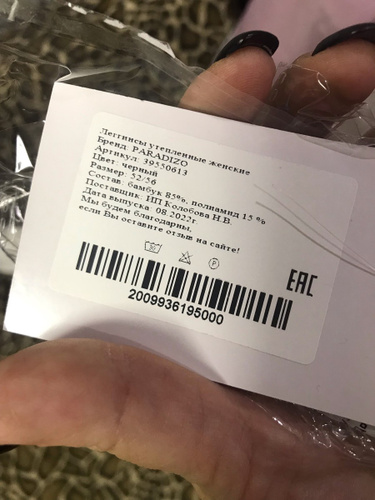 Леггинсы утепленные женские
Бренд: PARADIZO
Артикул: 39550613
Цвет: черный
Размер: 52/56
Состав: бамбук 85%, полиамид 15 %
Поставщик: ИП Колобова Н.В.
Дата выпуска: 08.2022г.
Мы будем благодарны,
если Вы оставите отзыв на сайте!
P
EAC
2009936195000